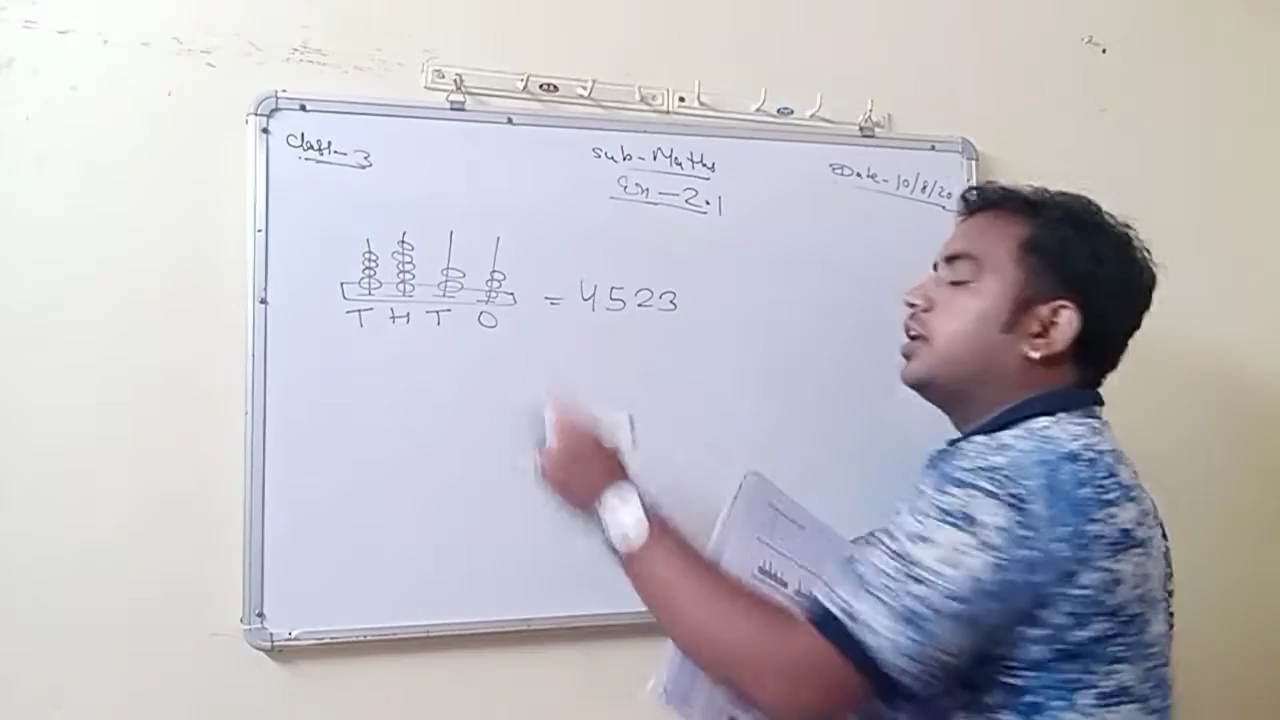 Class-3
Sub-Maths
Ex-2.1
Date-10/8/20
= 4523
T H T O